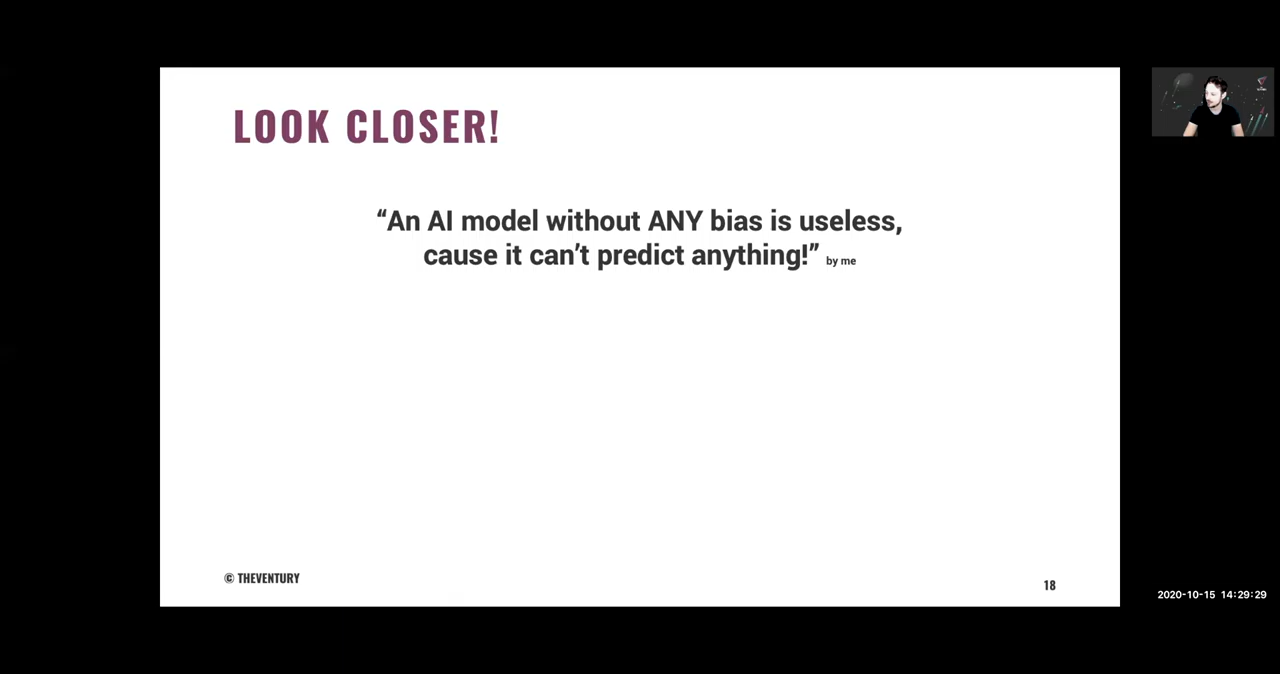 LOOK CLOSER!
“An AI model without ANY bias is useless,
cause it can’t predict anything!” by me
© THEVENTURY
18
2020-10-15 14:29:29